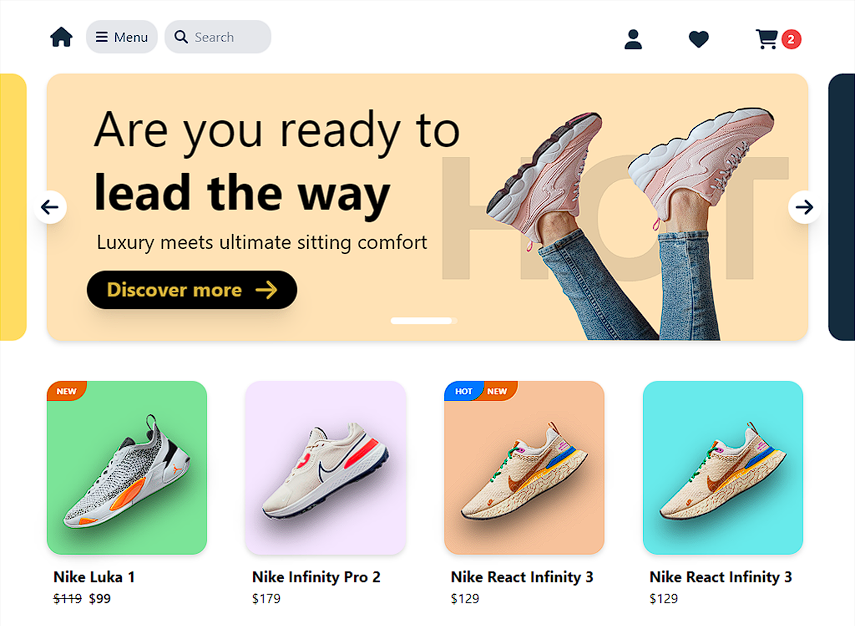 Menu
Search
2
Are you ready to
lead the way
HOT
Luxury meets ultimate sitting comfort
Discover more
NEW
HOT NEW
Nike Luka 1
Nike Infinity Pro 2
Nike React Infinity 3
Nike React Infinity 3
$119 $99
$179
$129
$129